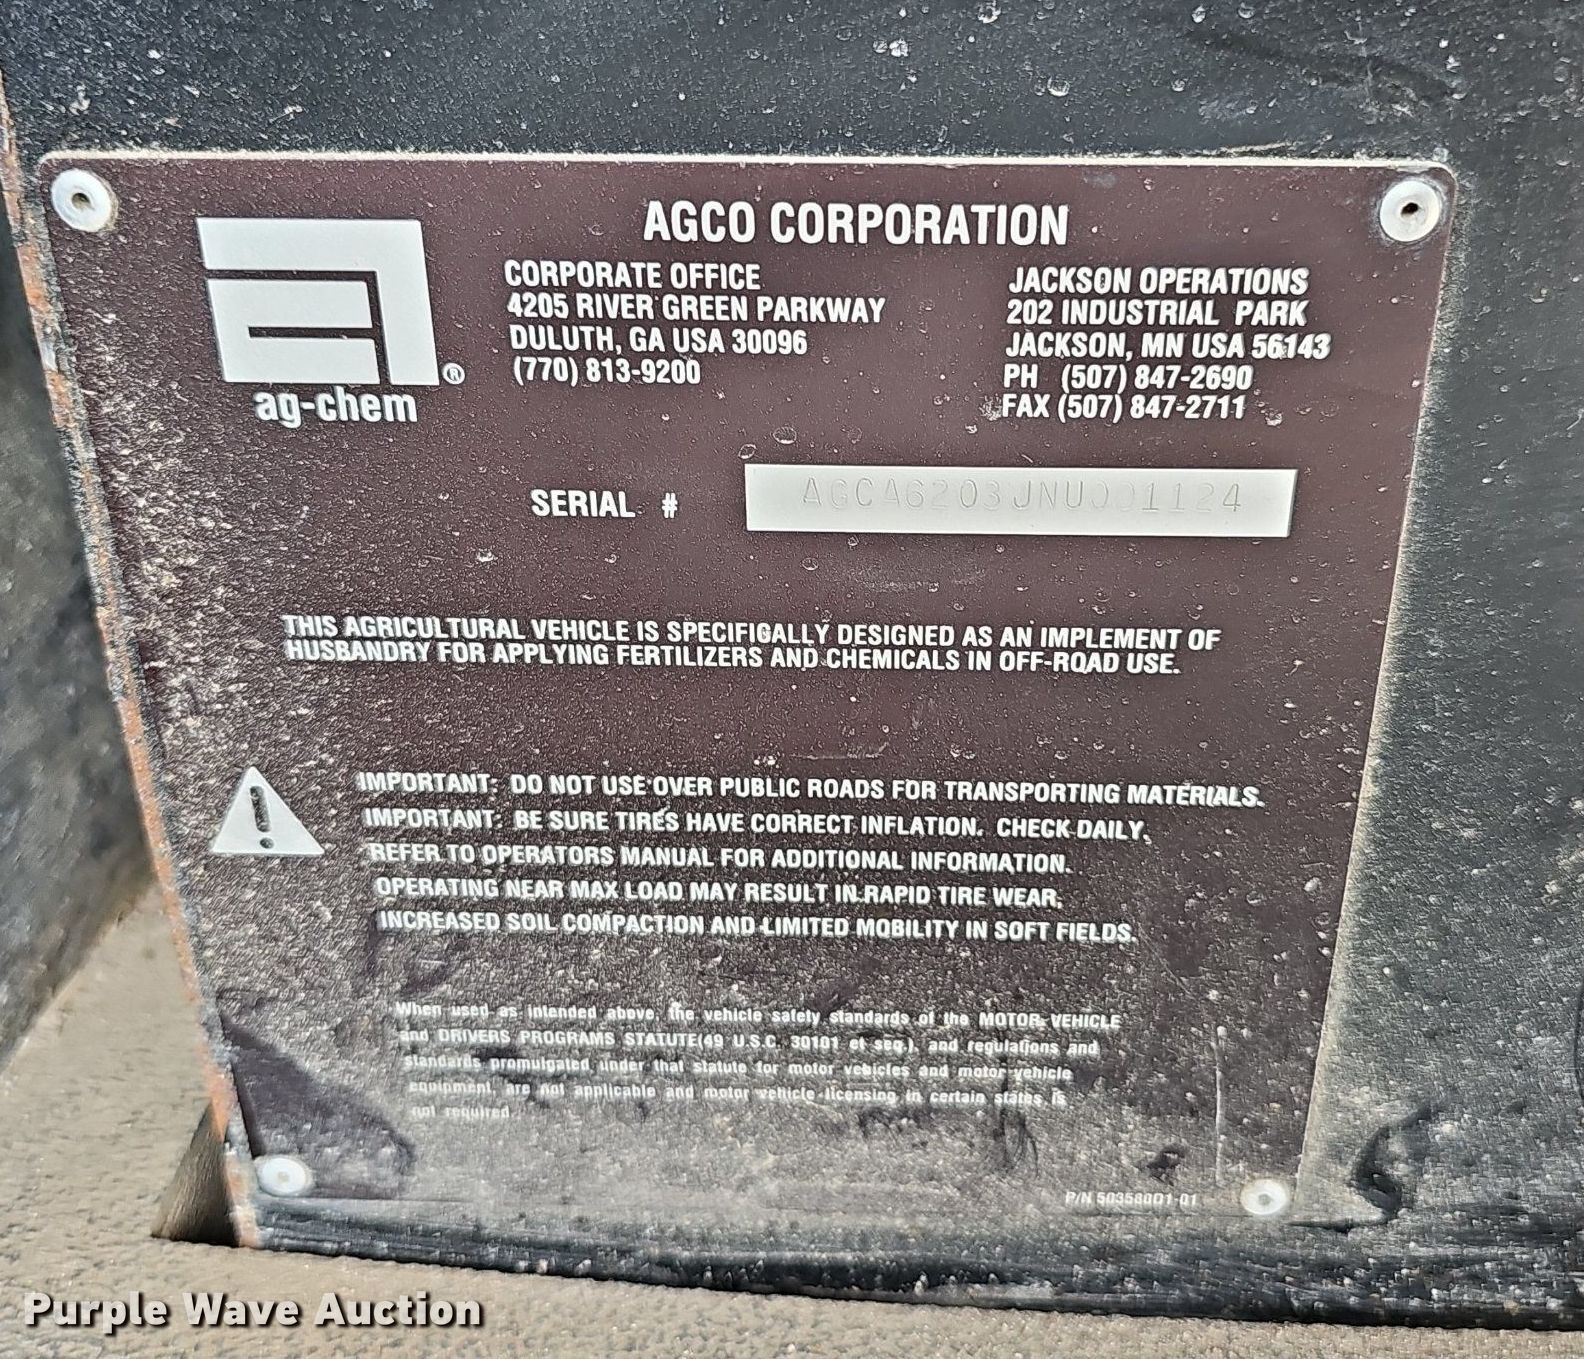 AGCO CORPORATION
CORPORATE OFFICE
4205 RIVER GREEN PARKWAY
DULUTH, GA USA 30096
(770) 813-9200
JACKSON OPERATIONS
202 INDUSTRIAL PARK
JACKSON, MN USA 56143
PH (507) 847-2690
FAX (507) 847-2711
®
ag-chem
SERIAL # AGCA6203JNU001124
THIS AGRICULTURAL VEHICLE IS SPECIFICALLY DESIGNED AS AN IMPLEMENT OF
HUSBANDRY FOR APPLYING FERTILIZERS AND CHEMICALS IN OFF-ROAD USE.
IMPORTANT: DO NOT USE OVER PUBLIC ROADS FOR TRANSPORTING MATERIALS.
IMPORTANT: BE SURE TIRES HAVE CORRECT INFLATION. CHECK DAILY.
REFER TO OPERATORS MANUAL FOR ADDITIONAL INFORMATION.
OPERATING NEAR MAX LOAD MAY RESULT IN RAPID TIRE WEAR,
INCREASED SOIL COMPACTION AND LIMITED MOBILITY IN SOFT FIELDS.
When used as intended above, the vehicle safety standards of the MOTOR VEHICLE
and DRIVERS PROGRAMS STATUTE(49 U.S.C. 30101 et seq.), and regulations and
standards promulgated under that statute for motor vehicles and motor vehicle
equipment, are not applicable and motor vehicle licensing in certain states is
not required
P/N 503580D1-01
Purple Wave Auction